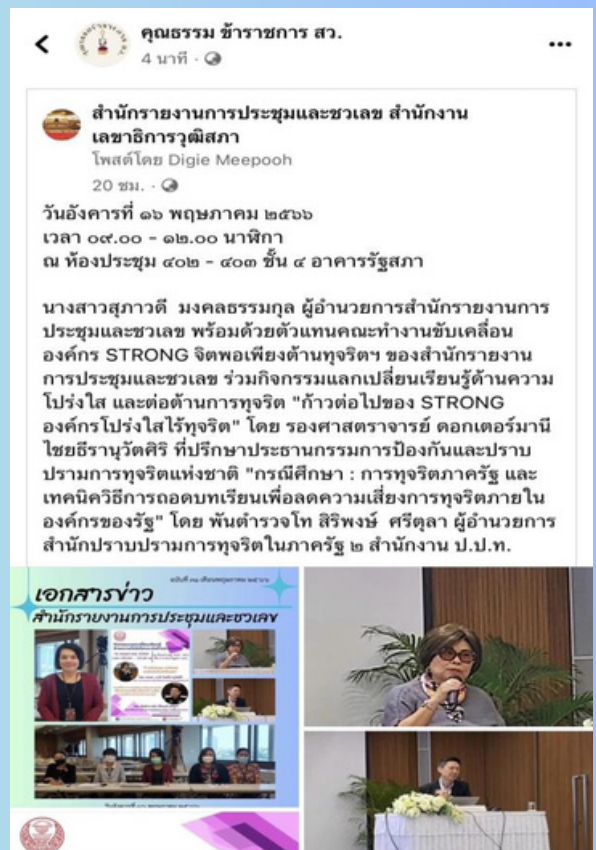 คุณธรรม ข้าราชการ สว.
4 นาที ·
สำนักรายงานการประชุมและชวเลข สำนักงาน
เลขาธิการวุฒิสภา
โพสต์โดย Digie Meepooh
20 ชม. ·
วันอังคารที่ ๑๖ พฤษภาคม ๒๕๖๖
เวลา ๐๙.๐๐ - ๑๒.๐๐ นาฬิกา
ณ ห้องประชุม ๔๐๒ - ๔๐๓ ชั้น ๔ อาคารรัฐสภา
นางสาวสุภาวดี มงคลธรรมกุล ผู้อำนวยการสำนักรายงานการ
ประชุมและชวเลข พร้อมด้วยตัวแทนคณะทำงานขับเคลื่อน
องค์กร STRONG จิตพอเพียงต้านทุจริตฯ ของสำนักรายงาน
การประชุมและชวเลข ร่วมกิจกรรมแลกเปลี่ยนเรียนรู้ด้านความ
โปร่งใส และต่อต้านการทุจริต "ก้าวต่อไปของ STRONG
องค์กรโปร่งใสไร้ทุจริต" โดย รองศาสตราจารย์ ดอกเตอร์มานี
ไชยธีรานุวัตศิริ ที่ปรึกษาประธานกรรมการป้องกันและปราบ
ปรามการทุจริตแห่งชาติ "กรณีศึกษา : การทุจริตภาครัฐ และ
เทคนิควิธีการถอดบทเรียนเพื่อลดความเสี่ยงการทุจริตภายใน
องค์กรของรัฐ" โดย พันตำรวจโท สิริพงษ์ ศรีตุลา ผู้อำนวยการ
สำนักปราบปรามการทุจริตในภาครัฐ ๒ สำนักงาน ป.ป.ท.
เอกสารข่าว
สำนักรายงานการประชุมและชวเลข